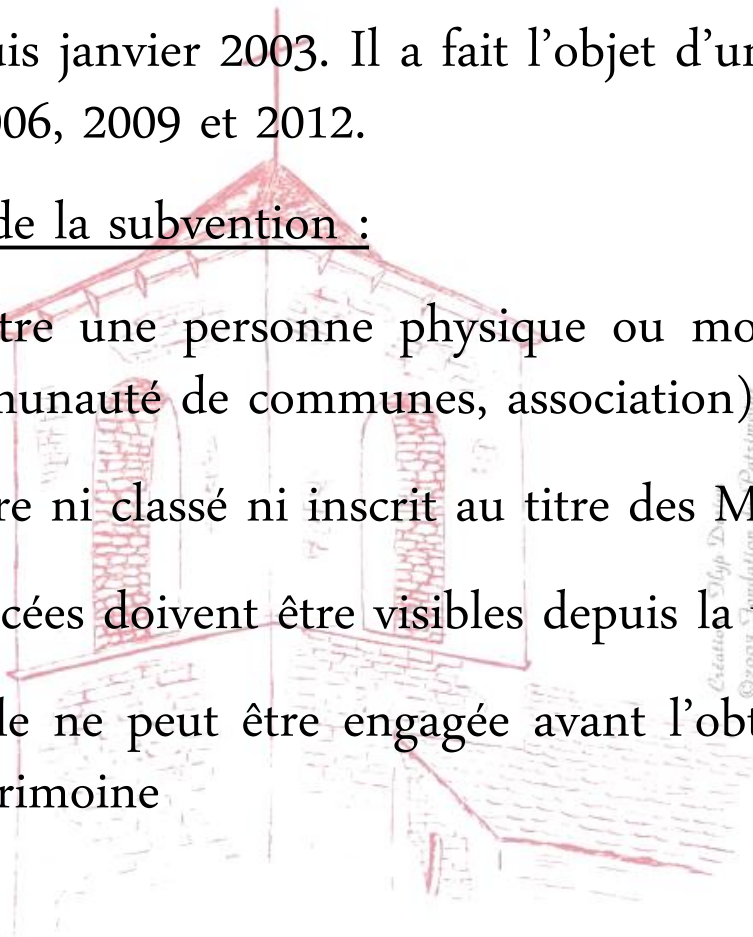 uis janvier 2003. Il a fait l’objet d’un
006, 2009 et 2012.
de la subvention :
tre une personne physique ou mo
munauté de communes, association)
re ni classé ni inscrit au titre des M
cées doivent être visibles depuis la
le ne peut être engagée avant l’obt
rimoine